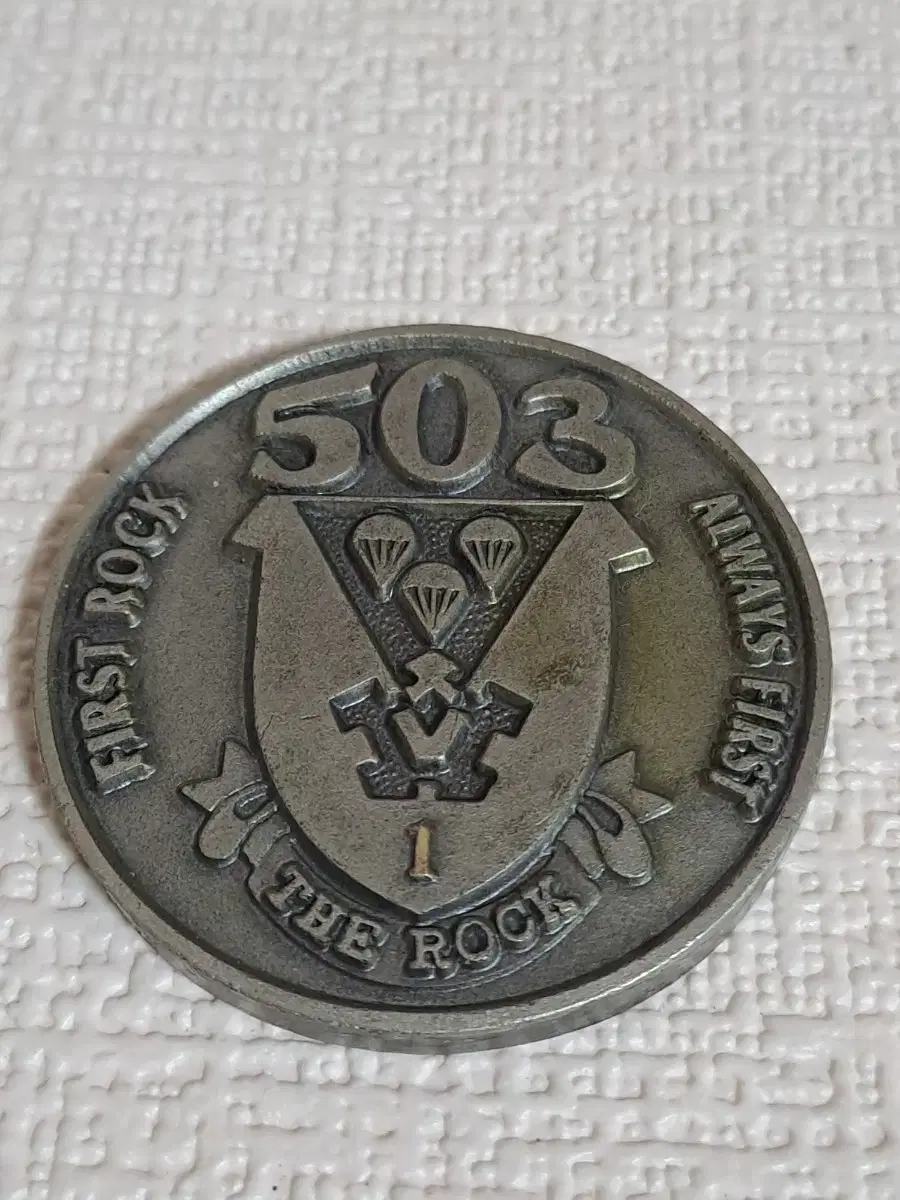 503
FIRST ROCK
ALWAYS FIRST
1
THE ROCK